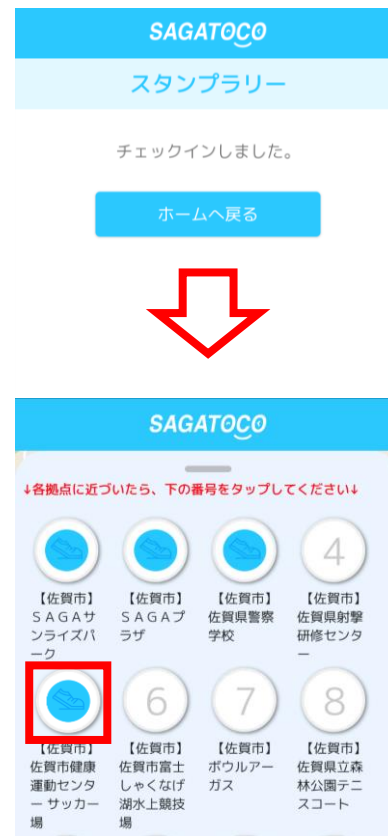 SAGATOCO
スタンプラリー
チェックインしました。
ホームへ戻る
SAGATOCO
↓各拠点に近づいたら、下の番号をタップしてください↓
4
【佐賀市】
ＳＡＧＡサ
ンライズパ
ーク
【佐賀市】
ＳＡＧＡプ
ラザ
【佐賀市】
佐賀県警察
学校
【佐賀市】
佐賀県射撃
研修センタ
ー
6
7
8
【佐賀市】
佐賀市健康
運動センタ
ー サッカー
場
【佐賀市】
佐賀市富士
しゃくなげ
湖水上競技
場
【佐賀市】
ボウルアー
ガス
【佐賀市】
佐賀県立森
林公園テニ
スコート